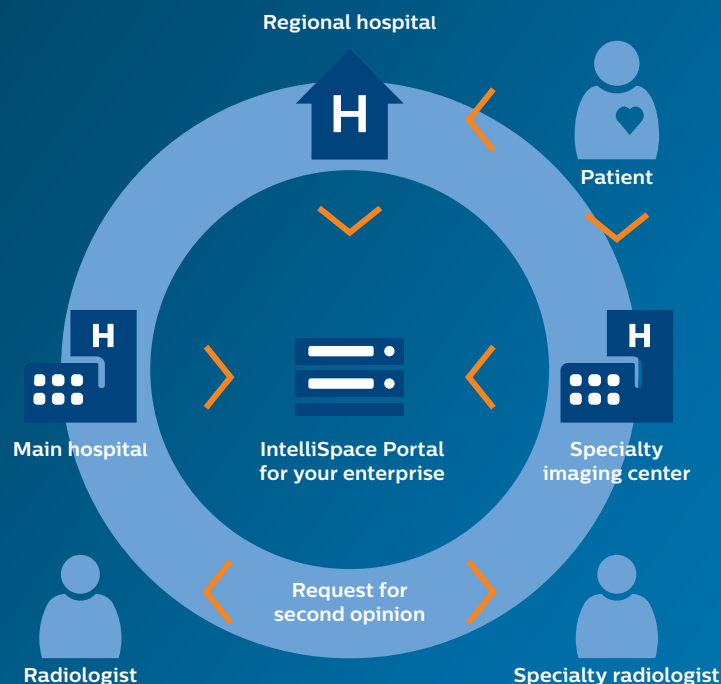 Regional hospital
H
Patient
H
H
Main hospital
IntelliSpace Portal
for your enterprise
Specialty
imaging center
Request for
second opinion
Radiologist
Specialty radiologist